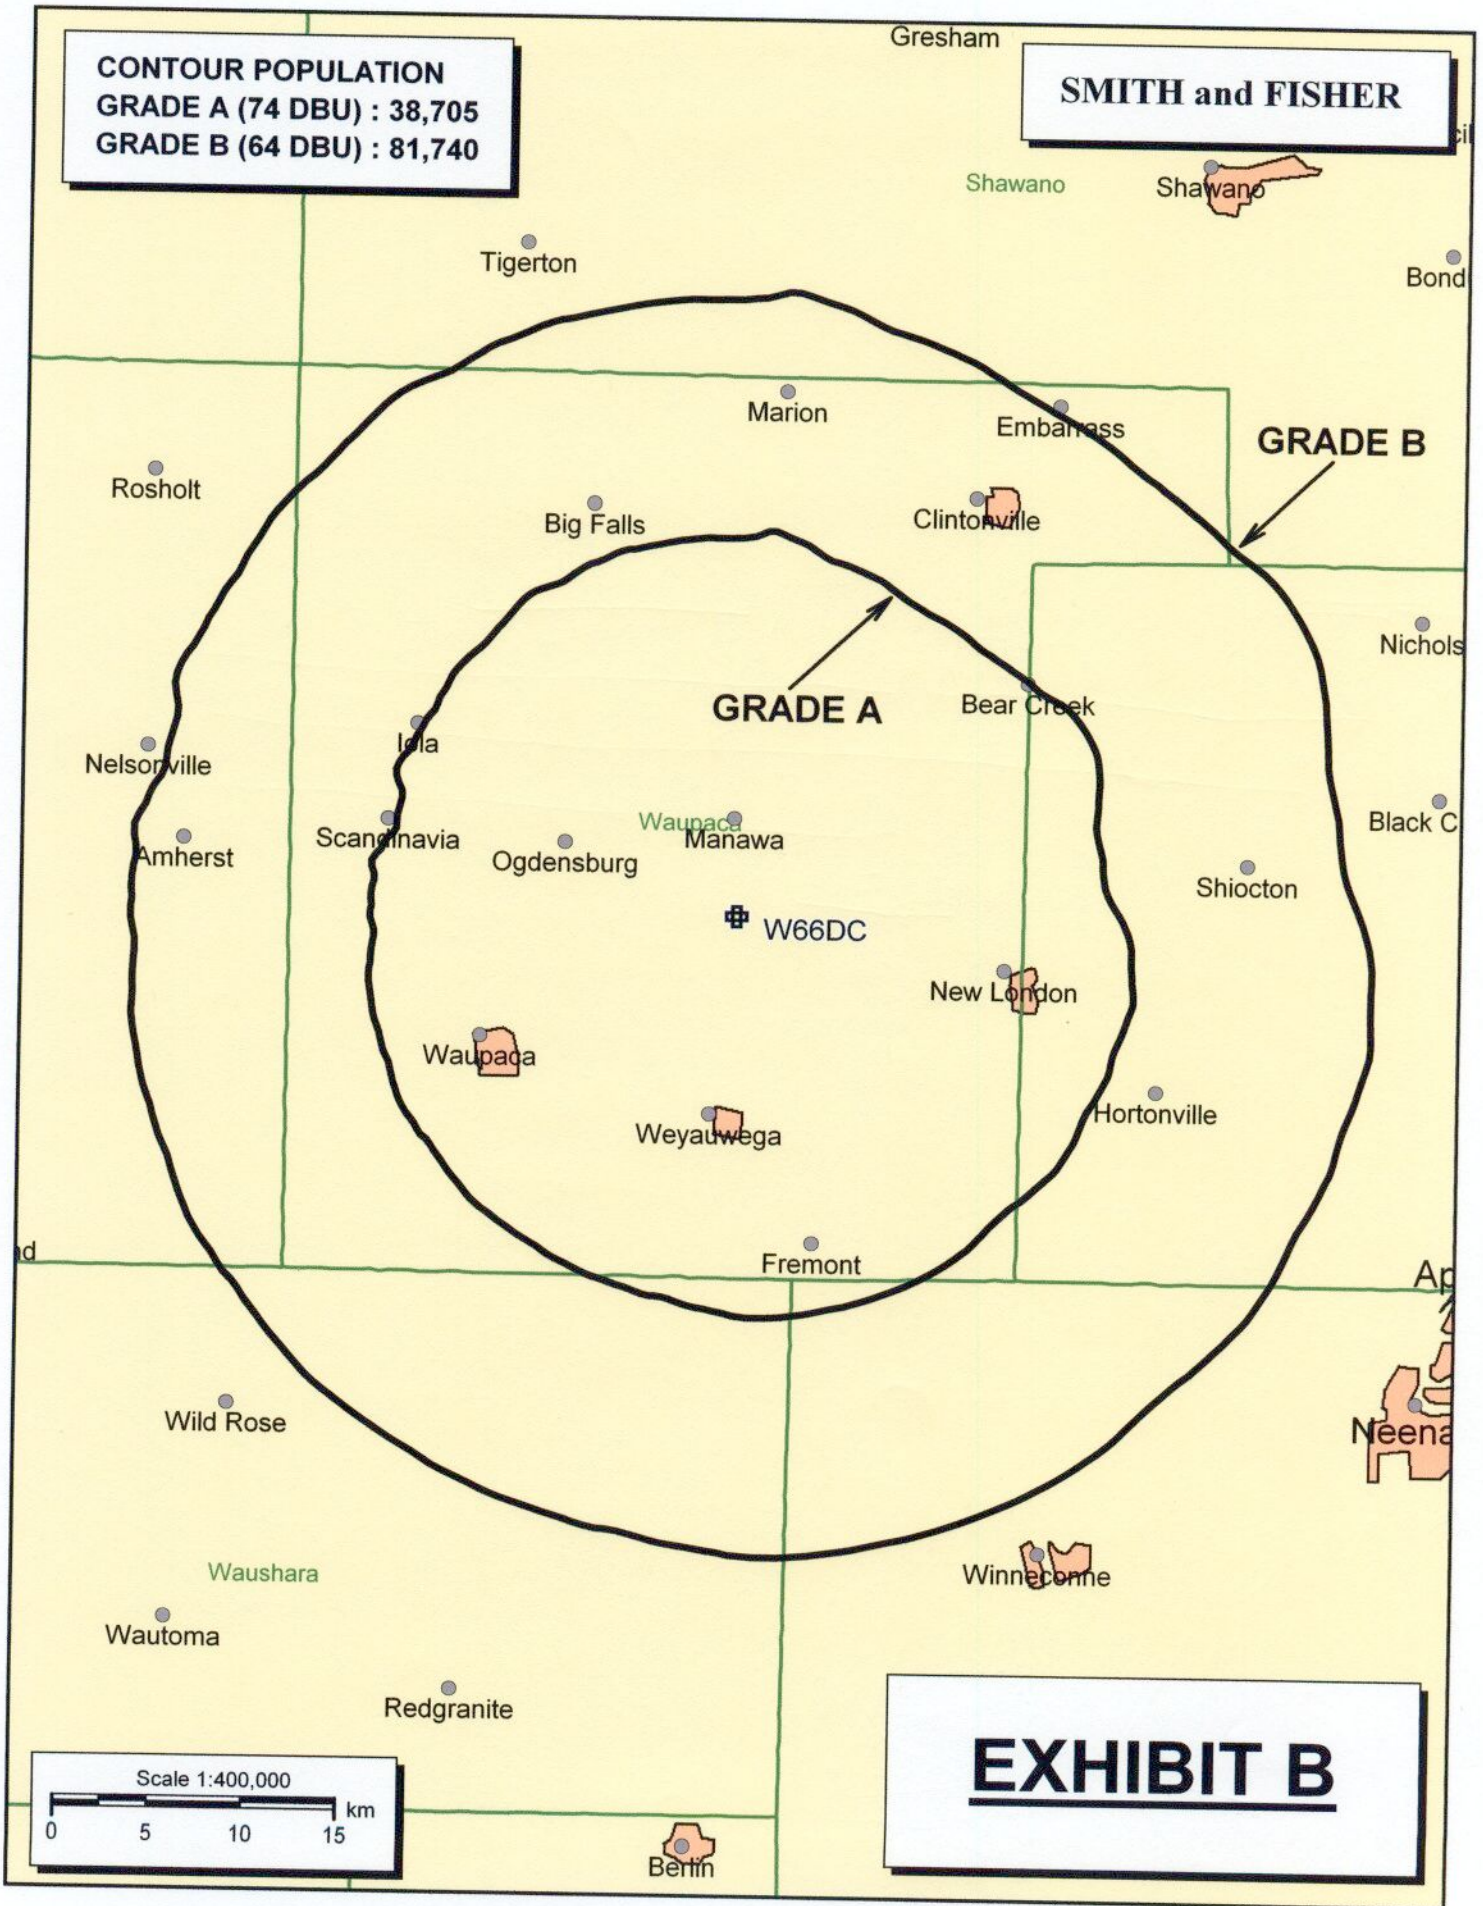 Gresham
CONTOUR POPULATION
GRADE A (74 DBU) : 38,705
GRADE B (64 DBU) : 81,740
SMITH and FISHER
cil
Shawano
Shawano
Tigerton
Bond
Marion
Embarrass
GRADE B
Rosholt
Big Falls
Clintonville
Nichols
GRADE A
Bear Creek
Iola
Nelsonville
Waupaca
Black C
Scandinavia
Manawa
Amherst
Ogdensburg
Shiocton
W66DC
New London
Waupaca
Hortonville
Weyauwega
nd
Fremont
Ap
Wild Rose
Neena
Waushara
Winneconne
Wautoma
Redgranite
EXHIBIT B
Scale 1:400,000
km
0 5 10 15
Berlin